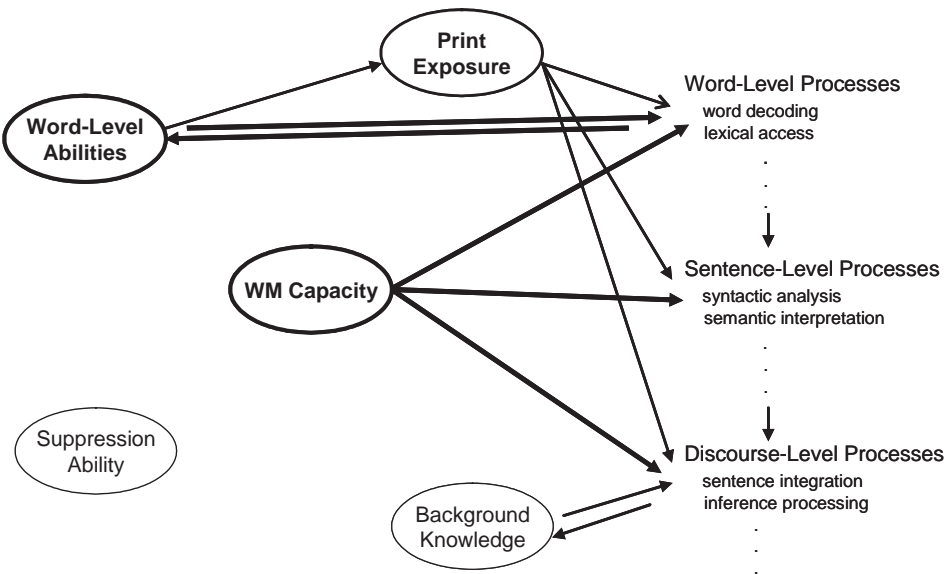 Print
Exposure
Word-Level Processes
word decoding
lexical access
Word-Level
Abilities
Sentence-Level Processes
syntactic analysis
semantic interpretation
WM Capacity
Suppression
Ability
Discourse-Level Processes
sentence integration
inference processing
Background
Knowledge